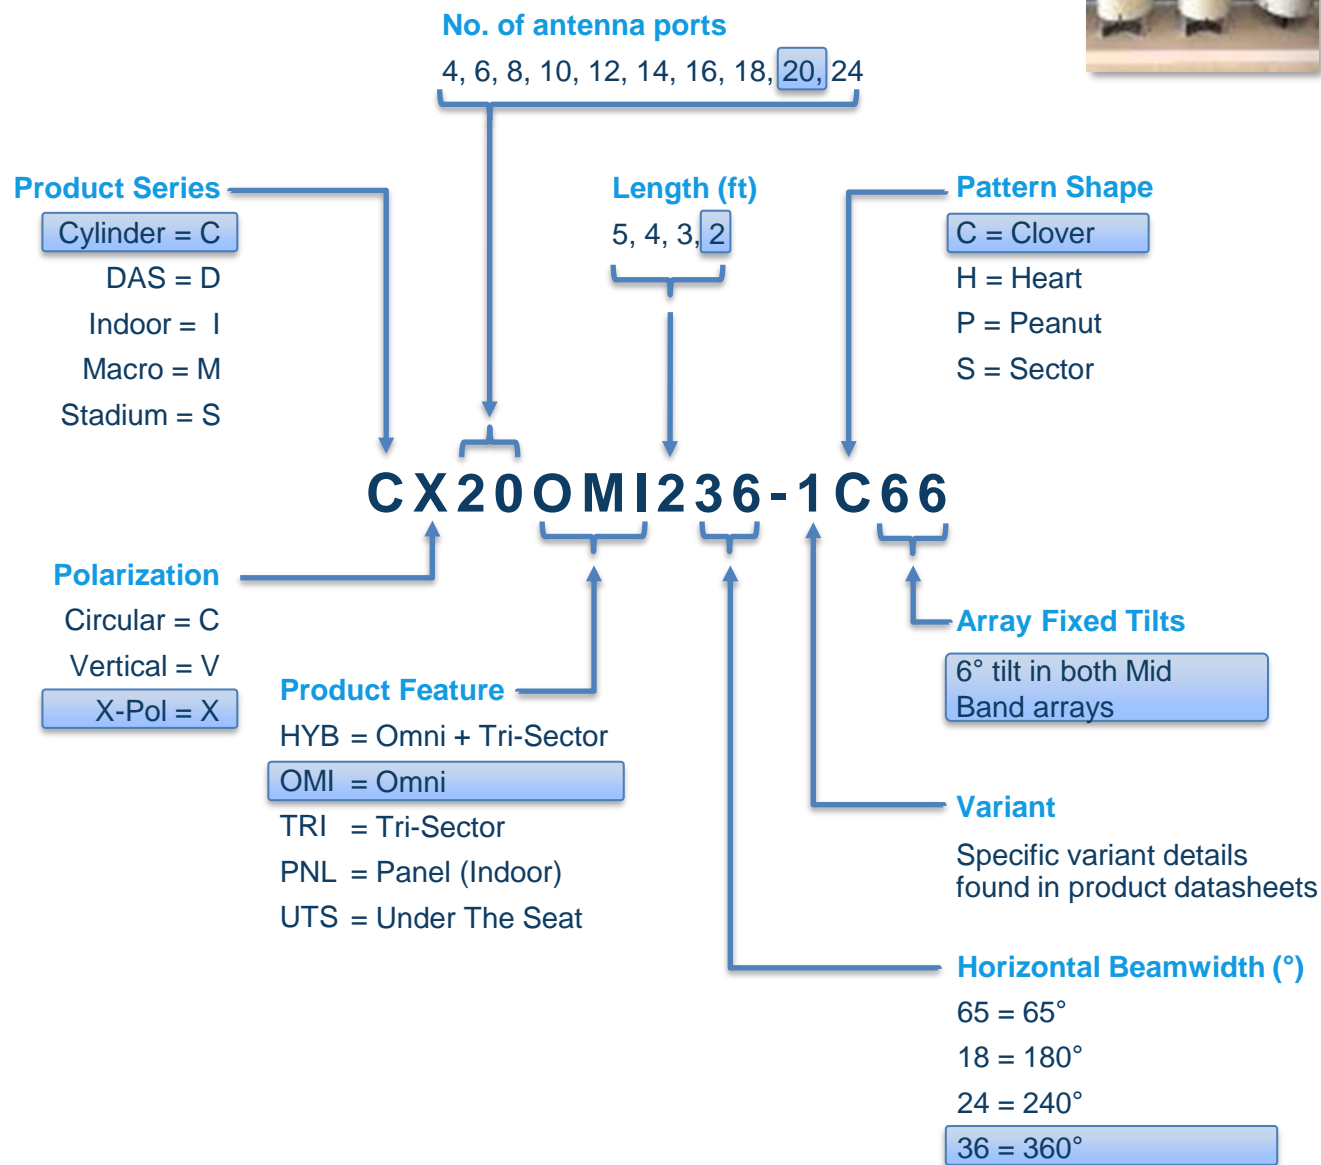 No. of antenna ports
4, 6, 8, 10, 12, 14, 16, 18, 20, 24
Product Series
Cylinder = C
DAS = D
Indoor = I
Macro = M
Stadium = S
Length (ft)
5, 4, 3, 2
Pattern Shape
C = Clover
H = Heart
P = Peanut
S = Sector
CX20OMI236-1C66
Polarization
Circular = C
Vertical = V
X-Pol = X
Product Feature
HYB = Omni + Tri-Sector
OMI = Omni
TRI = Tri-Sector
PNL = Panel (Indoor)
UTS = Under The Seat
Array Fixed Tilts
6° tilt in both Mid
Band arrays
Variant
Specific variant details
found in product datasheets
Horizontal Beamwidth (°)
65 = 65°
18 = 180°
24 = 240°
36 = 360°